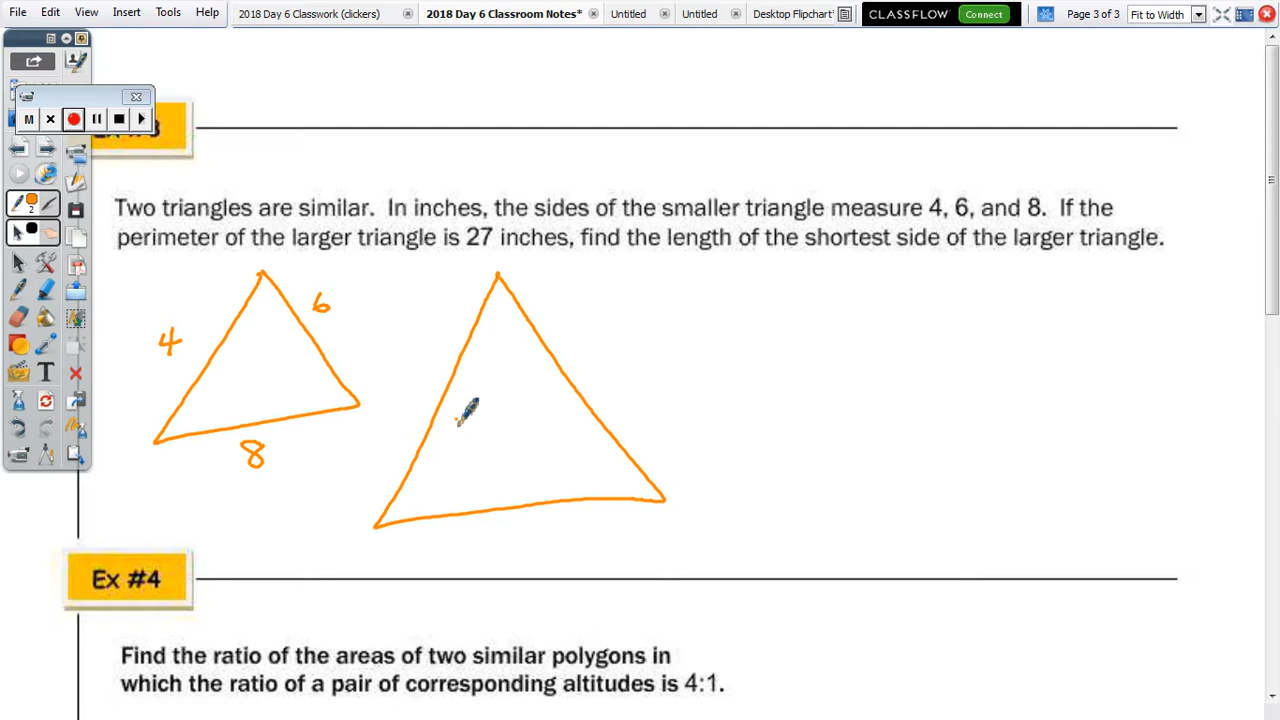 File Edit View Insert Tools Help
2018 Day 6 Classwork (clickers) 2018 Day 6 Classroom Notes* Untitled Untitled Desktop Flipchart* CLASSFLOW Connect Page 3 of 3 Fit to Width
M
2
T
Two triangles are similar. In inches, the sides of the smaller triangle measure 4, 6, and 8. If the
perimeter of the larger triangle is 27 inches, find the length of the shortest side of the larger triangle.
6
4
8
Ex #4
Find the ratio of the areas of two similar polygons in
which the ratio of a pair of corresponding altitudes is 4:1.